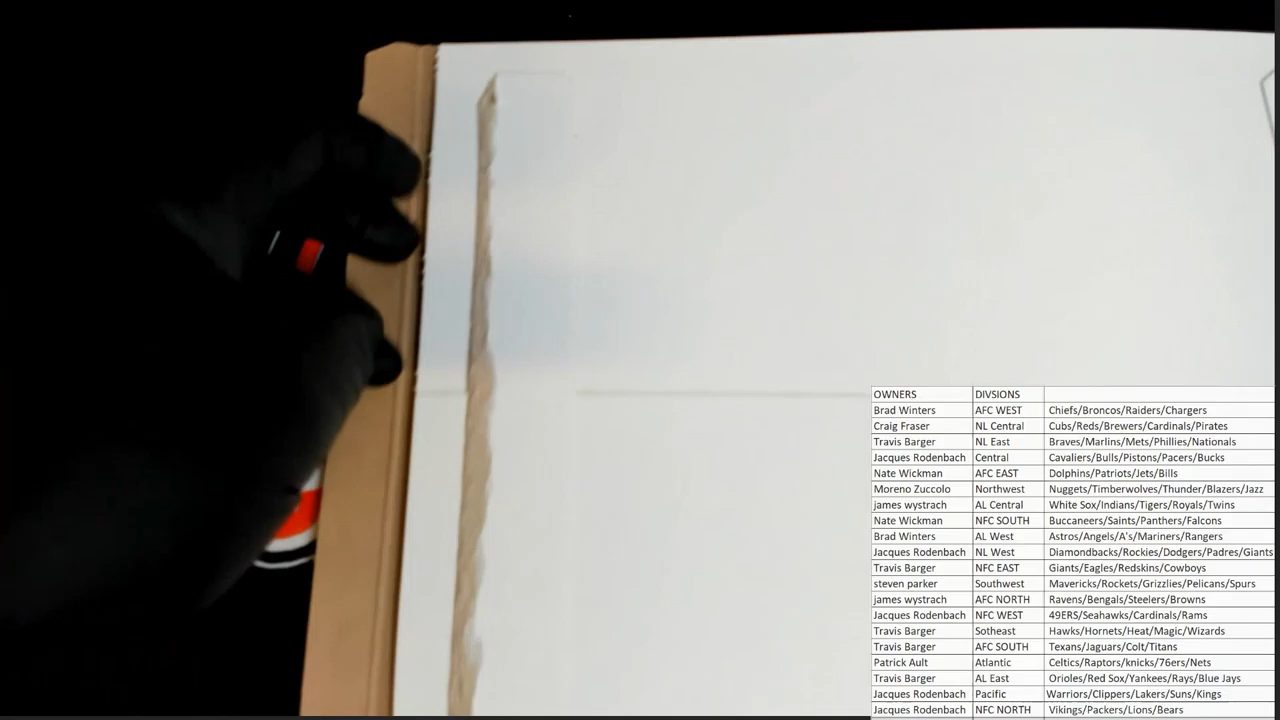 OWNERS DIVSIONS
Brad Winters AFC WEST Chiefs/Broncos/Raiders/Chargers
Craig Fraser NL Central Cubs/Reds/Brewers/Cardinals/Pirates
Travis Barger NL East Braves/Marlins/Mets/Phillies/Nationals
Jacques Rodenbach Central Cavaliers/Bulls/Pistons/Pacers/Bucks
Nate Wickman AFC EAST Dolphins/Patriots/Jets/Bills
Moreno Zuccolo Northwest Nuggets/Timberwolves/Thunder/Blazers/Jazz
james wystrach AL Central White Sox/Indians/Tigers/Royals/Twins
Nate Wickman NFC SOUTH Buccaneers/Saints/Panthers/Falcons
Brad Winters AL West Astros/Angels/A's/Mariners/Rangers
Jacques Rodenbach NL West Diamondbacks/Rockies/Dodgers/Padres/Giants
Travis Barger NFC EAST Giants/Eagles/Redskins/Cowboys
steven parker Southwest Mavericks/Rockets/Grizzlies/Pelicans/Spurs
james wystrach AFC NORTH Ravens/Bengals/Steelers/Browns
Jacques Rodenbach NFC WEST 49ERS/Seahawks/Cardinals/Rams
Travis Barger Sotheast Hawks/Hornets/Heat/Magic/Wizards
Travis Barger AFC SOUTH Texans/Jaguars/Colt/Titans
Patrick Ault Atlantic Celtics/Raptors/knicks/76ers/Nets
Travis Barger AL East Orioles/Red Sox/Yankees/Rays/Blue Jays
Jacques Rodenbach Pacific Warriors/Clippers/Lakers/Suns/Kings
Jacques Rodenbach NFC NORTH Vikings/Packers/Lions/Bears